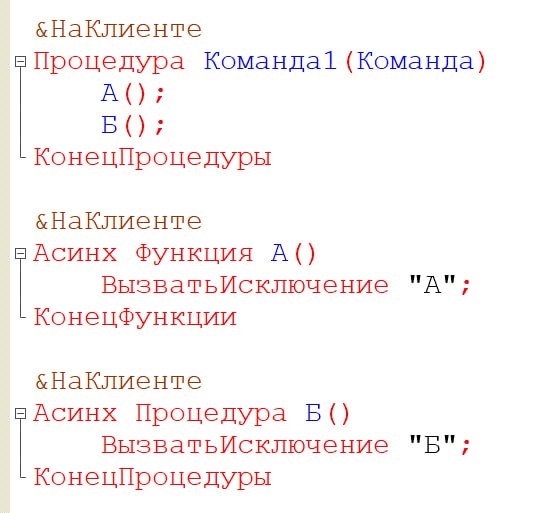 &НаКлиенте
Процедура Команда1(Команда)
А();
Б();
КонецПроцедуры
&НаКлиенте
Асинх Функция А()
ВызватьИсключение "А";
КонецФункции
&НаКлиенте
Асинх Процедура Б()
ВызватьИсключение "Б";
КонецПроцедуры